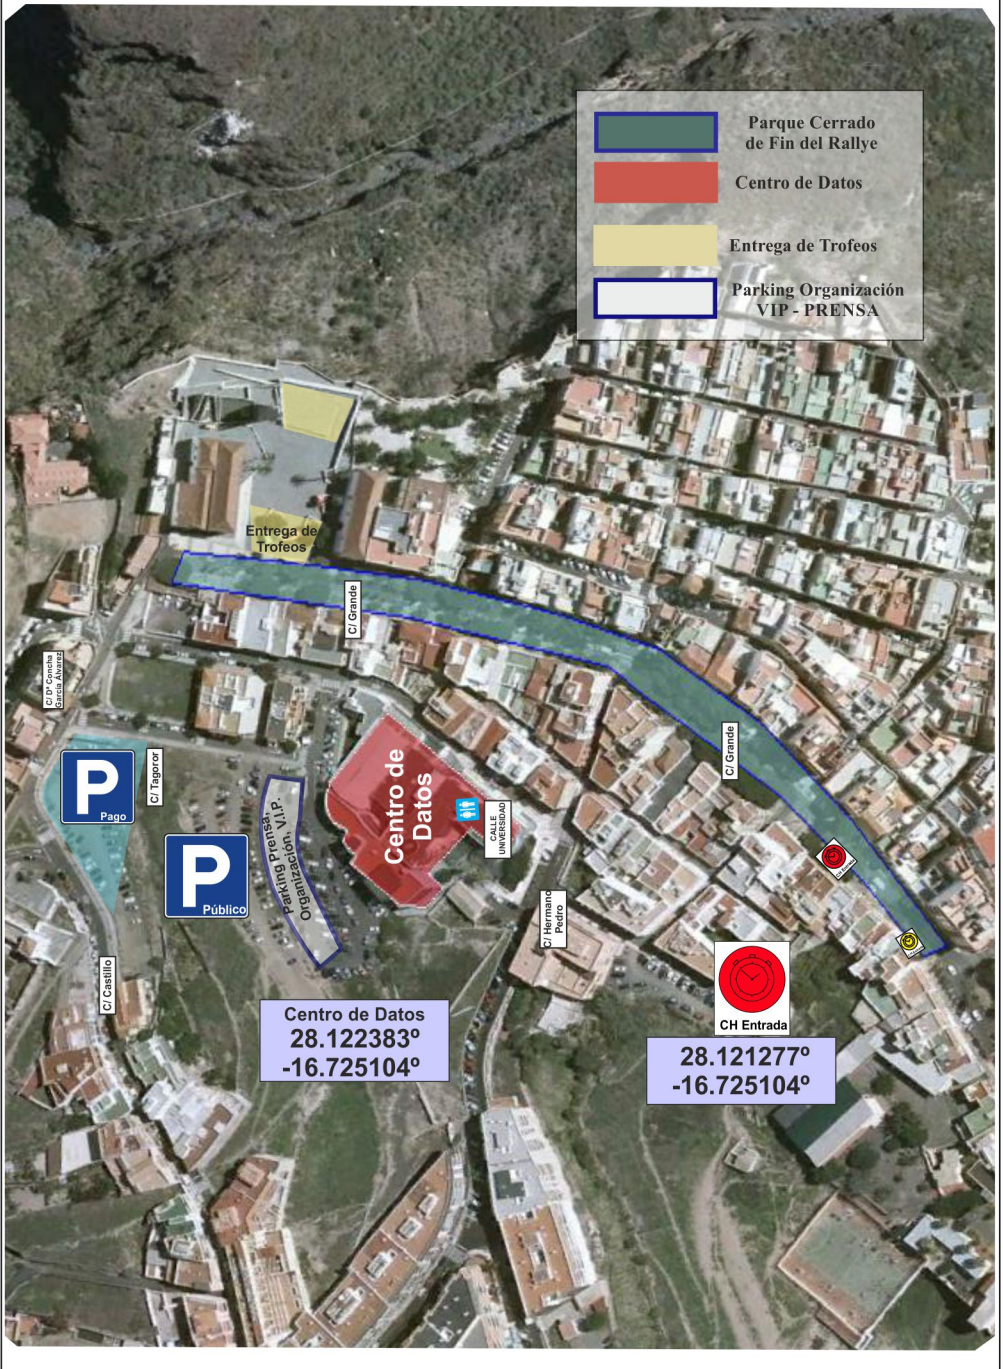 Parque Cerrado
de Fin del Rallye
Centro de Datos
Entrega de Trofeos
Parking Organización
VIP - PRENSA
Entrega de
Trofeos
C/ Grande
C/ Dª Concha
García Álvarez
P
Pago
C/ Tagoror
P
Público
Parking Prensa,
Organización, V.I.P.
Centro de
Datos
CALLE
UNIVERSIDAD
C/ Grande
CH Entrada
C/ Hermano
Pedro
C/ Castillo
Centro de Datos
28.122383º
-16.725104º
CH Entrada
28.121277º
-16.725104º